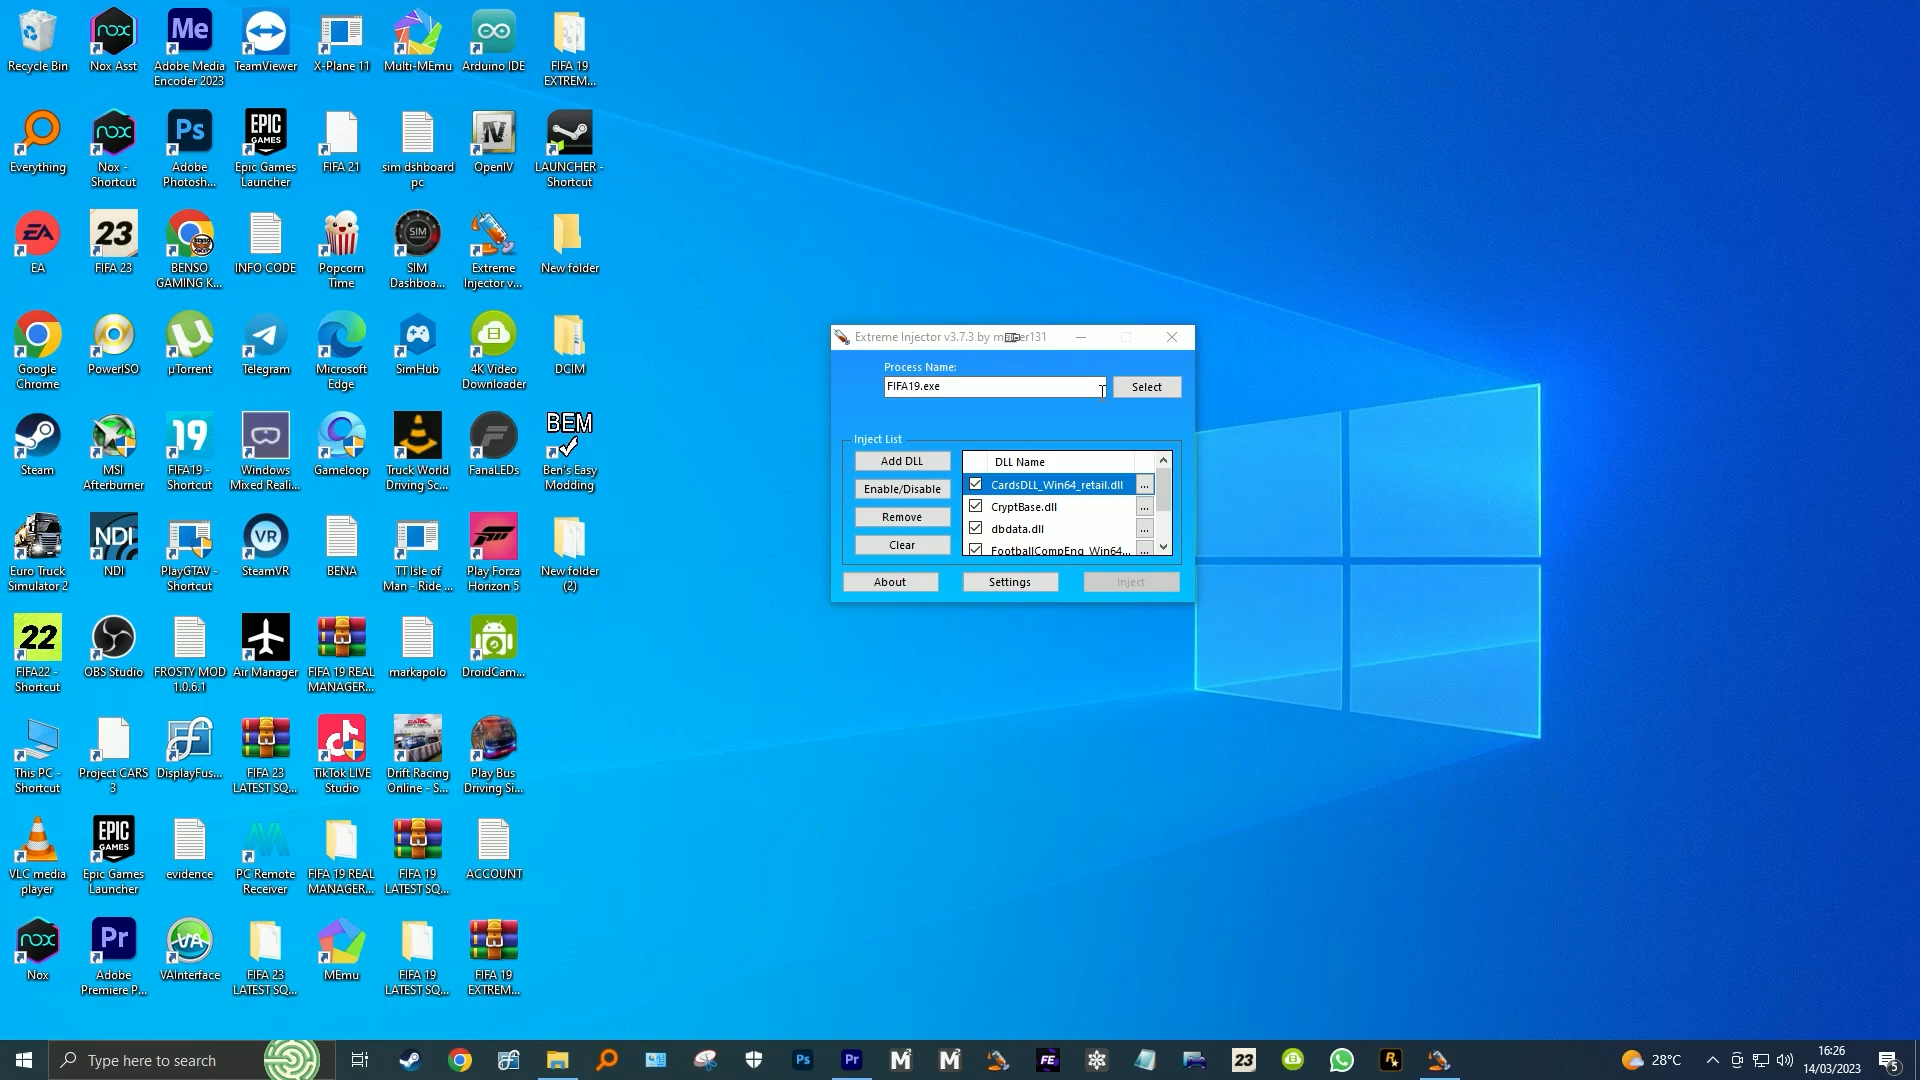 Recycle Bin
Nox Asst
Adobe Media
Encoder 2023
TeamViewer
X-Plane 11
Multi-MEmu
Arduino IDE
FIFA 19
EXTREM...
Everything
Nox -
Shortcut
Adobe
Photosh...
Epic Games
Launcher
FIFA 21
sim dshboard
pc
OpenIV
LAUNCHER -
Shortcut
EA
FIFA 23
BENSO
GAMING K...
INFO CODE
Popcorn
Time
SIM
Dashboa...
Extreme
Injector v...
New folder
Google
Chrome
PowerISO
µTorrent
Telegram
Microsoft
Edge
SimHub
4K Video
Downloader
DCIM
Steam
MSI
Afterburner
FIFA19 -
Shortcut
Windows
Mixed Reali...
Gameloop
Truck World
Driving Sc...
FanaLEDs
BEM
Ben's Easy
Modding
Euro Truck
Simulator 2
NDI
PlayGTAV -
Shortcut
SteamVR
BENA
TT Isle of
Man - Ride ...
Play Forza
Horizon 5
New folder
(2)
FIFA22 -
Shortcut
OBS Studio
FROSTY MOD
1.0.6.1
Air Manager
FIFA 19 REAL
MANAGER...
markapolo
DroidCam...
This PC -
Shortcut
Project CARS
3
DisplayFus...
FIFA 23
LATEST SQ...
TikTok LIVE
Studio
Drift Racing
Online - S...
Play Bus
Driving Si...
VLC media
player
Epic Games
Launcher
evidence
PC Remote
Receiver
FIFA 19 REAL
MANAGER...
FIFA 19
LATEST SQ...
ACCOUNT
Nox
Adobe
Premiere P...
VAInterface
FIFA 23
LATEST SQ...
MEmu
FIFA 19
LATEST SQ...
FIFA 19
EXTREM...
Extreme Injector v3.7.3 by master131
Process Name:
FIFA19.exe
Select
Inject List
Add DLL
Enable/Disable
Remove
Clear
DLL Name
CardsDLL_Win64_retail.dll
...
CryptBase.dll
...
dbdata.dll
...
FootballCompEng_Win64...
...
About
Settings
Inject
Type here to search
28°C
16:26
14/03/2023
5